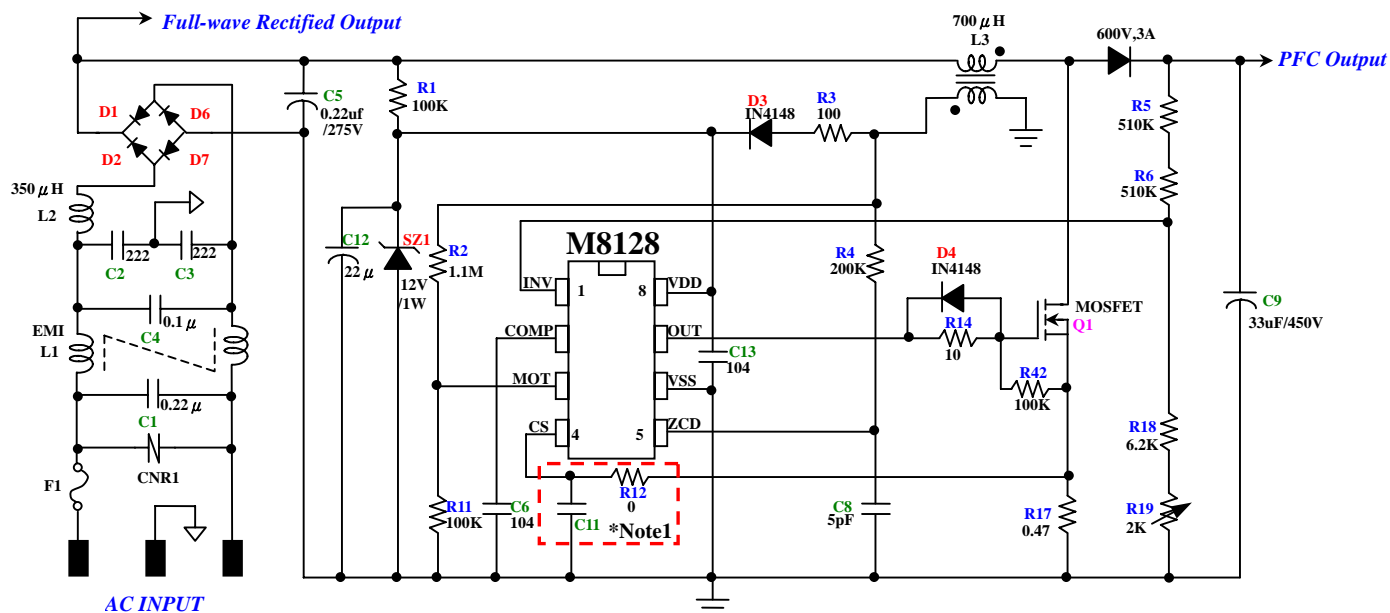 Full-wave Rectified Output
700μH
L3
600V,3A
PFC Output
D1
D6
D2
D7
C5
0.22uf
/275V
R1
100K
D3
IN4148
R3
100
R5
510K
R6
510K
350μH
L2
222
222
C2
C3
C12
22μ
SZ1
12V
/1W
R2
1.1M
M8128
R4
200K
D4
IN4148
INV
1
8
VDD
COMP
OUT
MOT
VSS
CS
4
5
ZCD
MOSFET
Q1
C9
33uF/450V
R14
10
R42
100K
EMI
L1
0.1μ
C4
C13
104
0.22μ
C1
CNR1
F1
R18
6.2K
R11
100K
C6
104
R12
0
C11
*Note1
C8
5pF
R17
0.47
R19
2K
AC INPUT